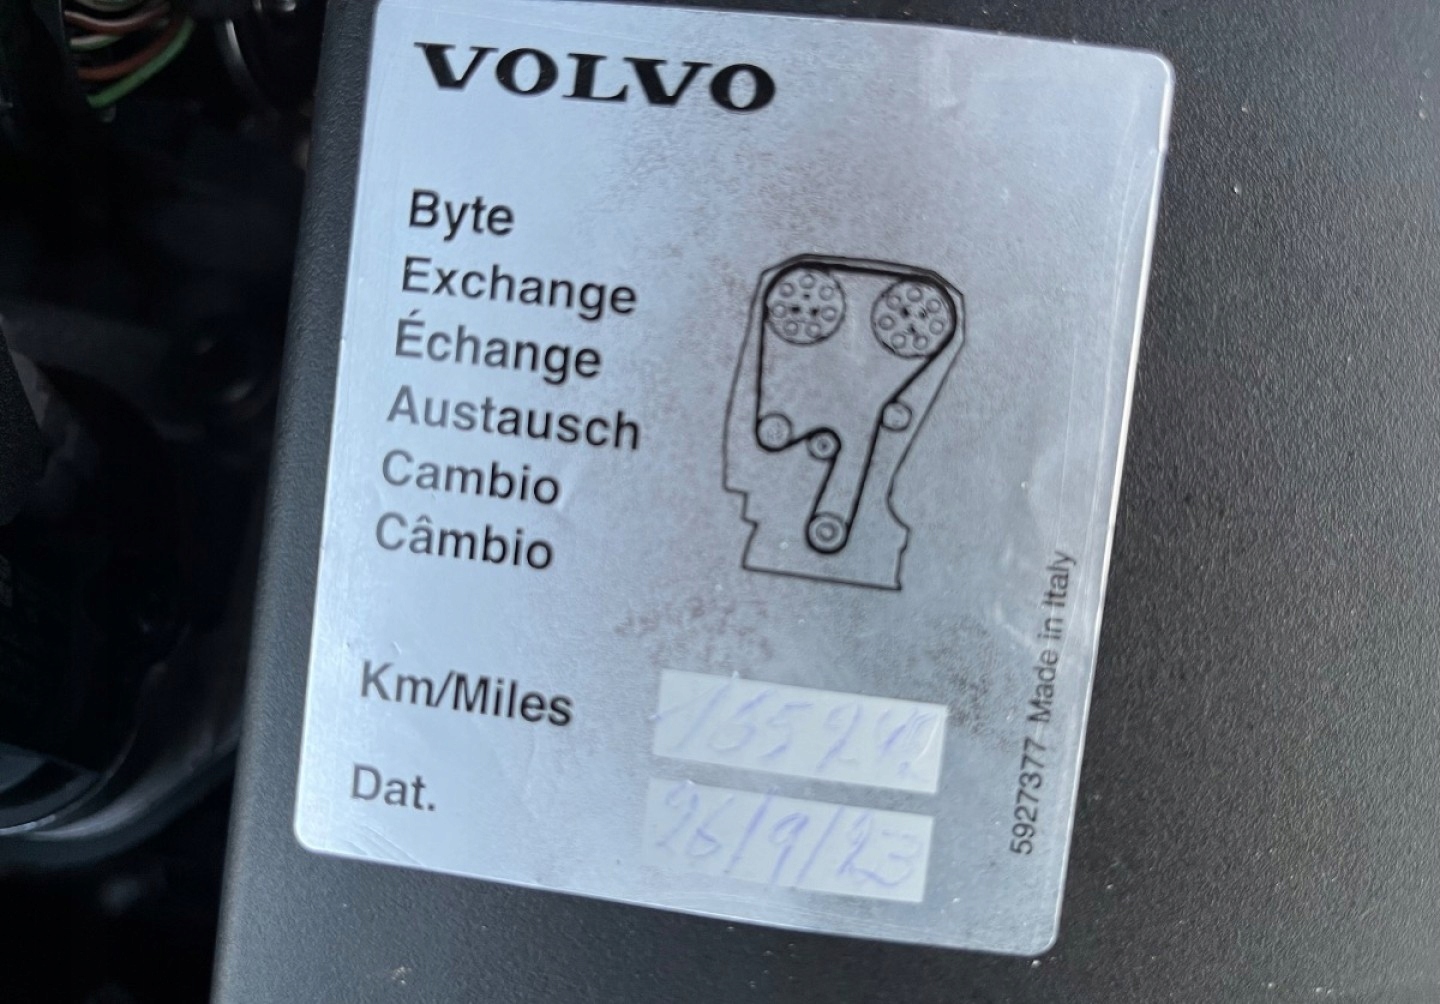 VOLVO
Byte
Exchange
Échange
Austausch
Cambio
Câmbio
Km/Miles
Dat. 26/9/23
5927377 Made in Italy